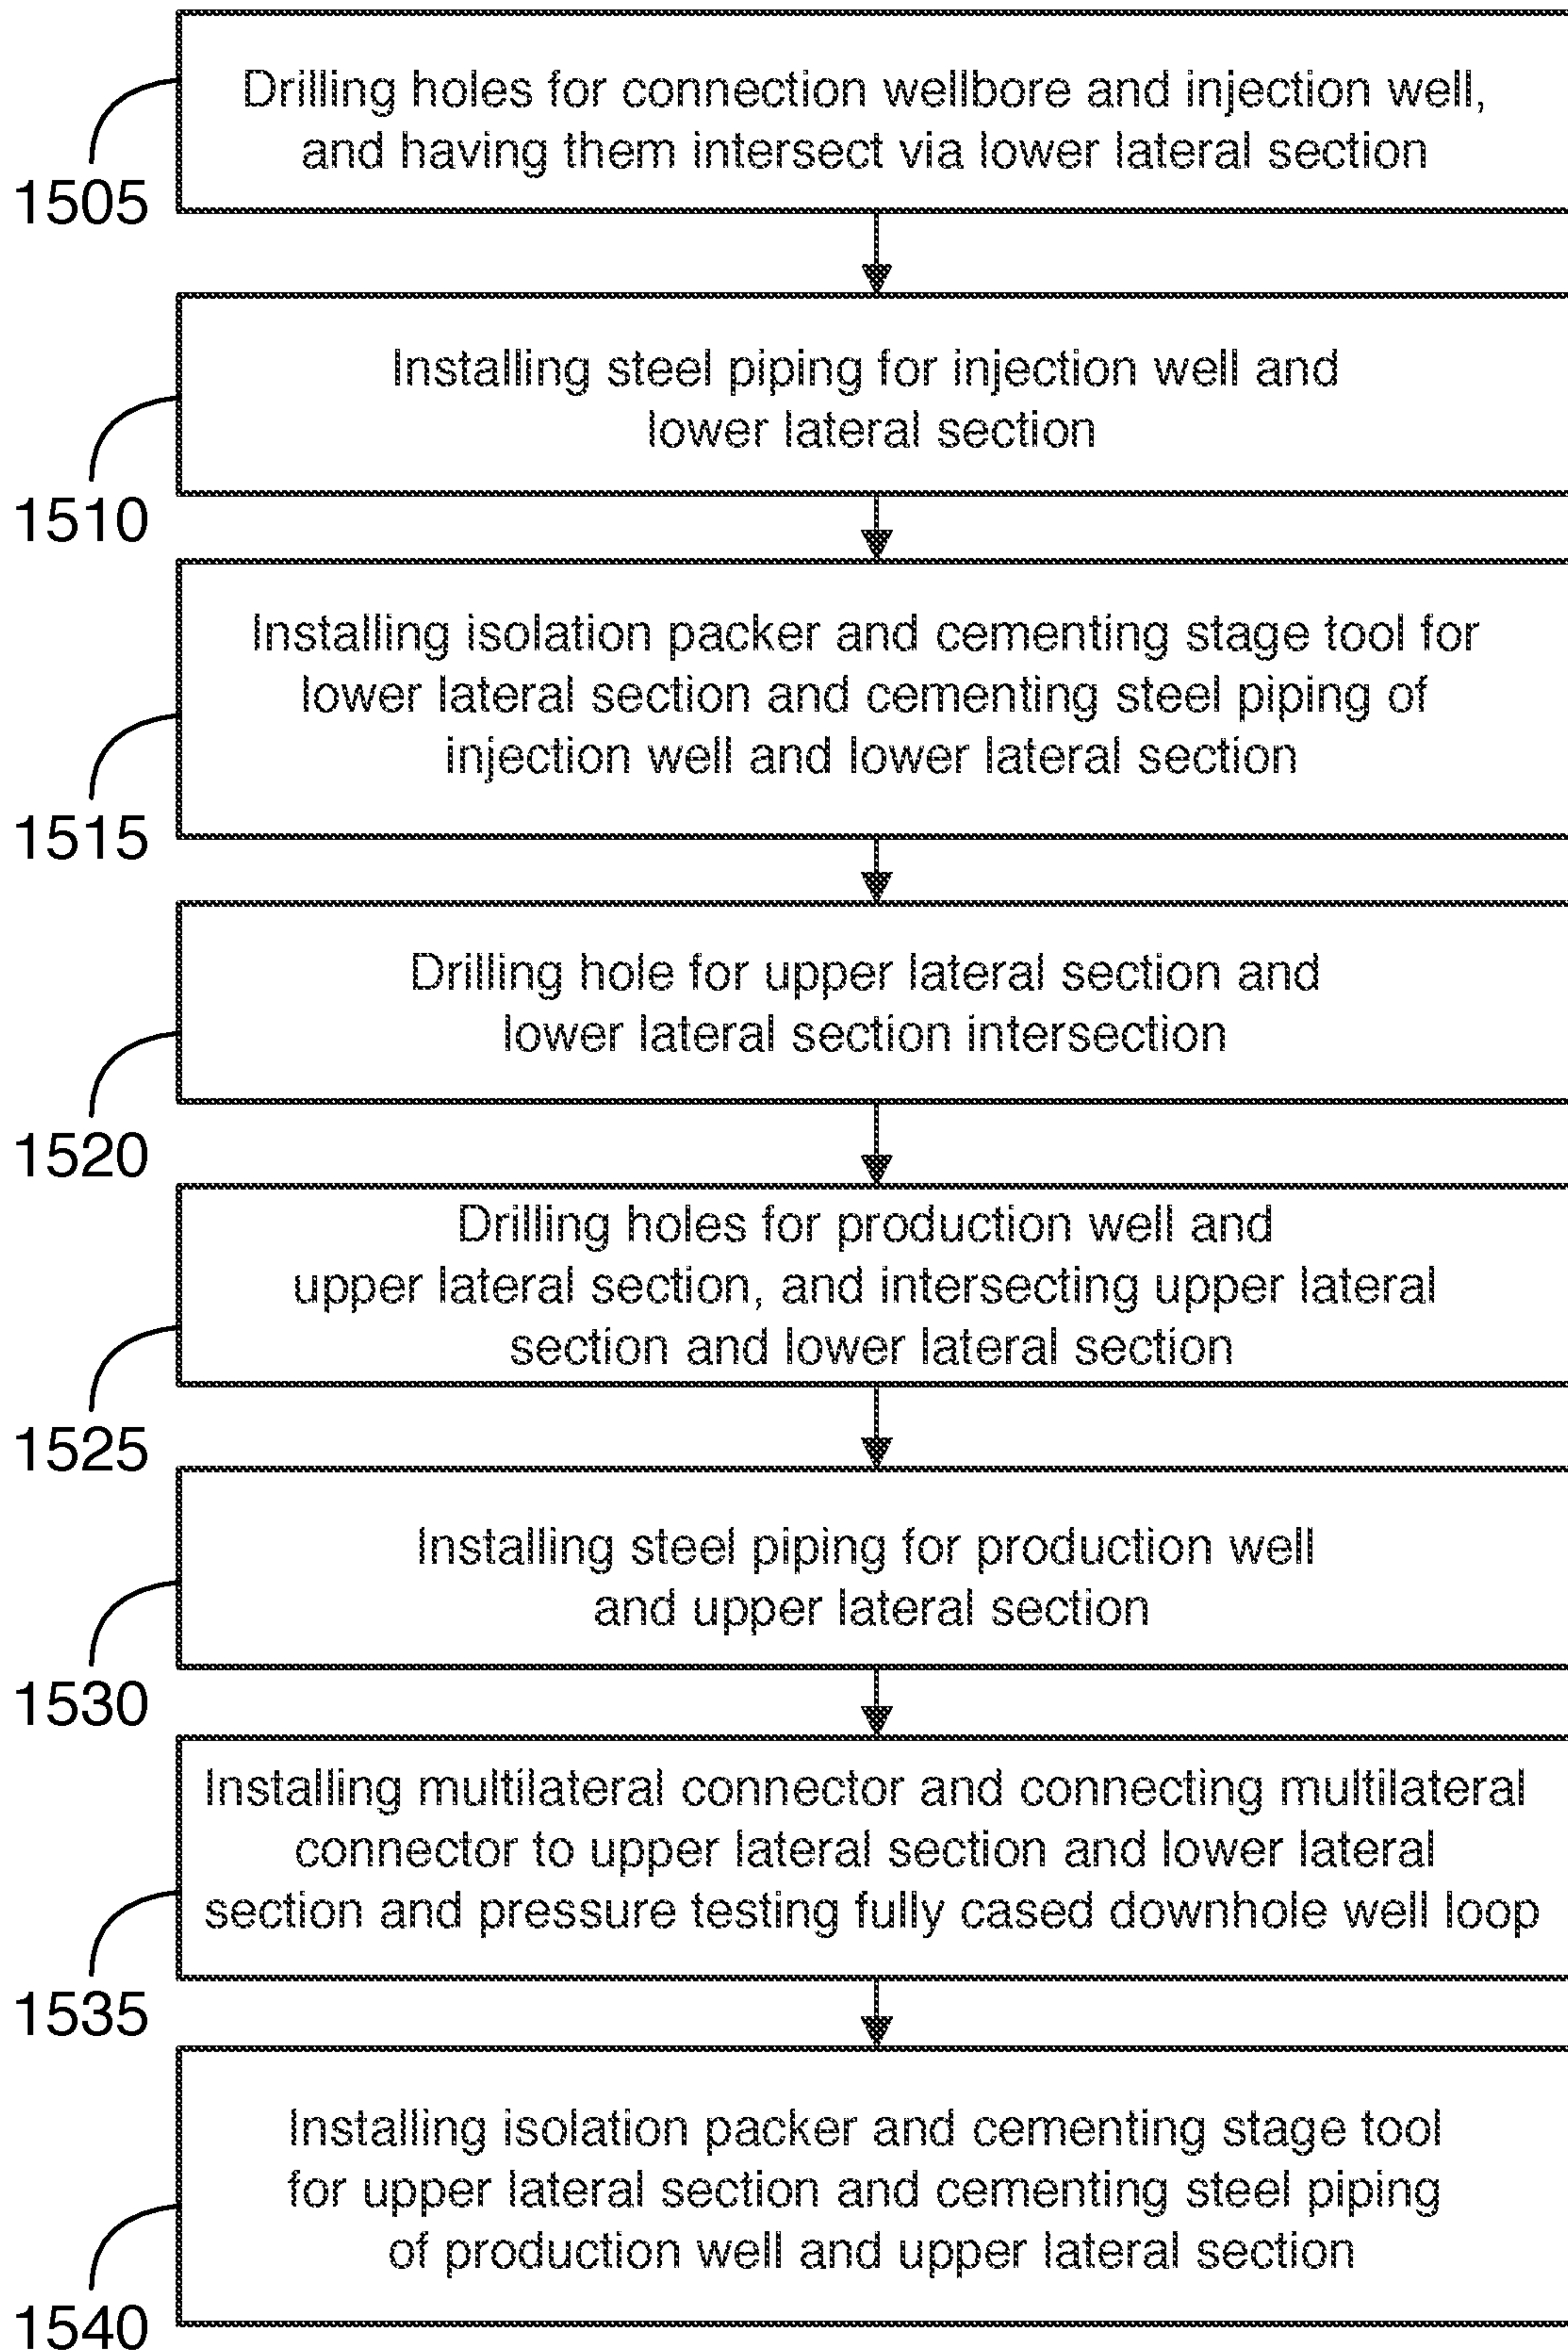 Drilling holes for connection wellbore and injection well,
and having them intersect via lower lateral section
1505
Installing steel piping for injection well and
lower lateral section
1510
Installing isolation packer and cementing stage tool for
lower lateral section and cementing steel piping of
injection well and lower lateral section
1515
Drilling hole for upper lateral section and
lower lateral section intersection
1520
Drilling holes for production well and
upper lateral section, and intersecting upper lateral
section and lower lateral section
1525
Installing steel piping for production well
and upper lateral section
1530
Installing multilateral connector and connecting multilateral
connector to upper lateral section and lower lateral
section and pressure testing fully cased downhole well loop
1535
Installing isolation packer and cementing stage tool
for upper lateral section and cementing steel piping
of production well and upper lateral section
1540